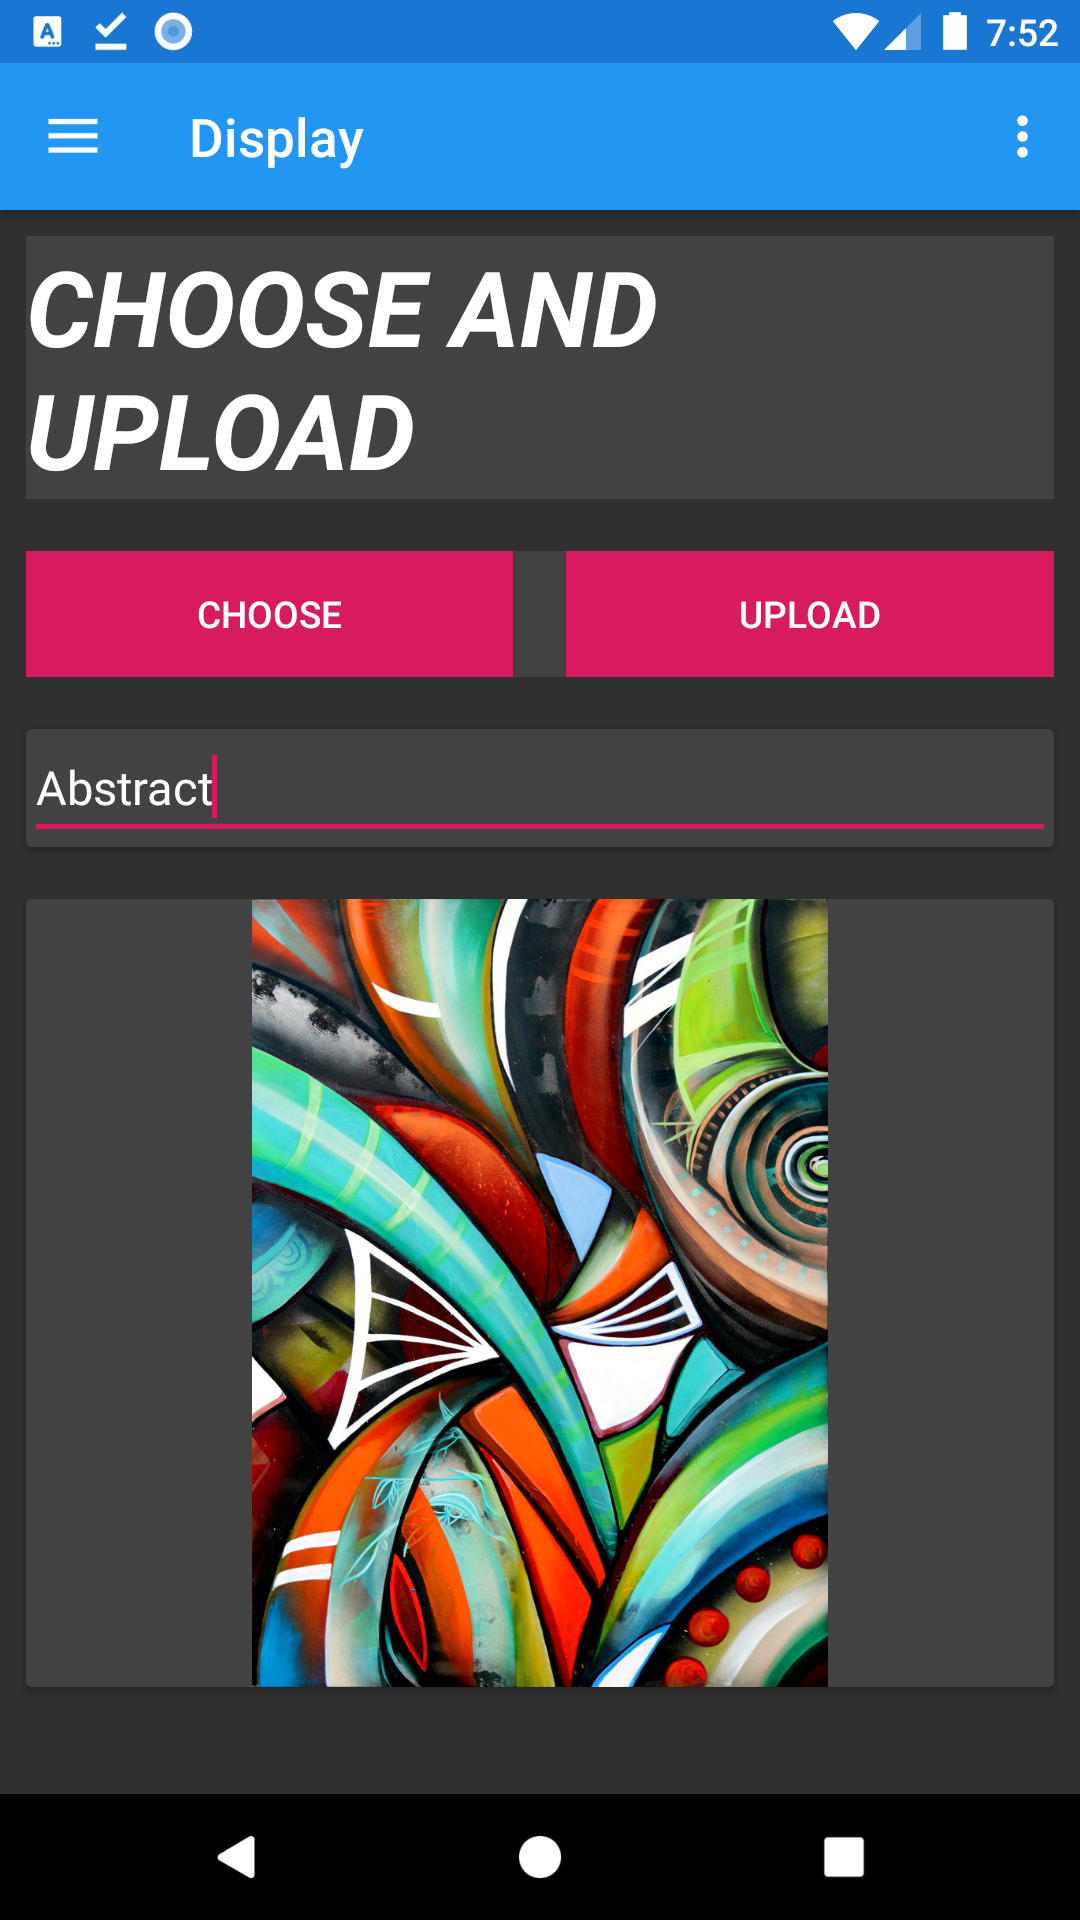 7:52
Display
CHOOSE AND
UPLOAD
CHOOSE UPLOAD
Abstract